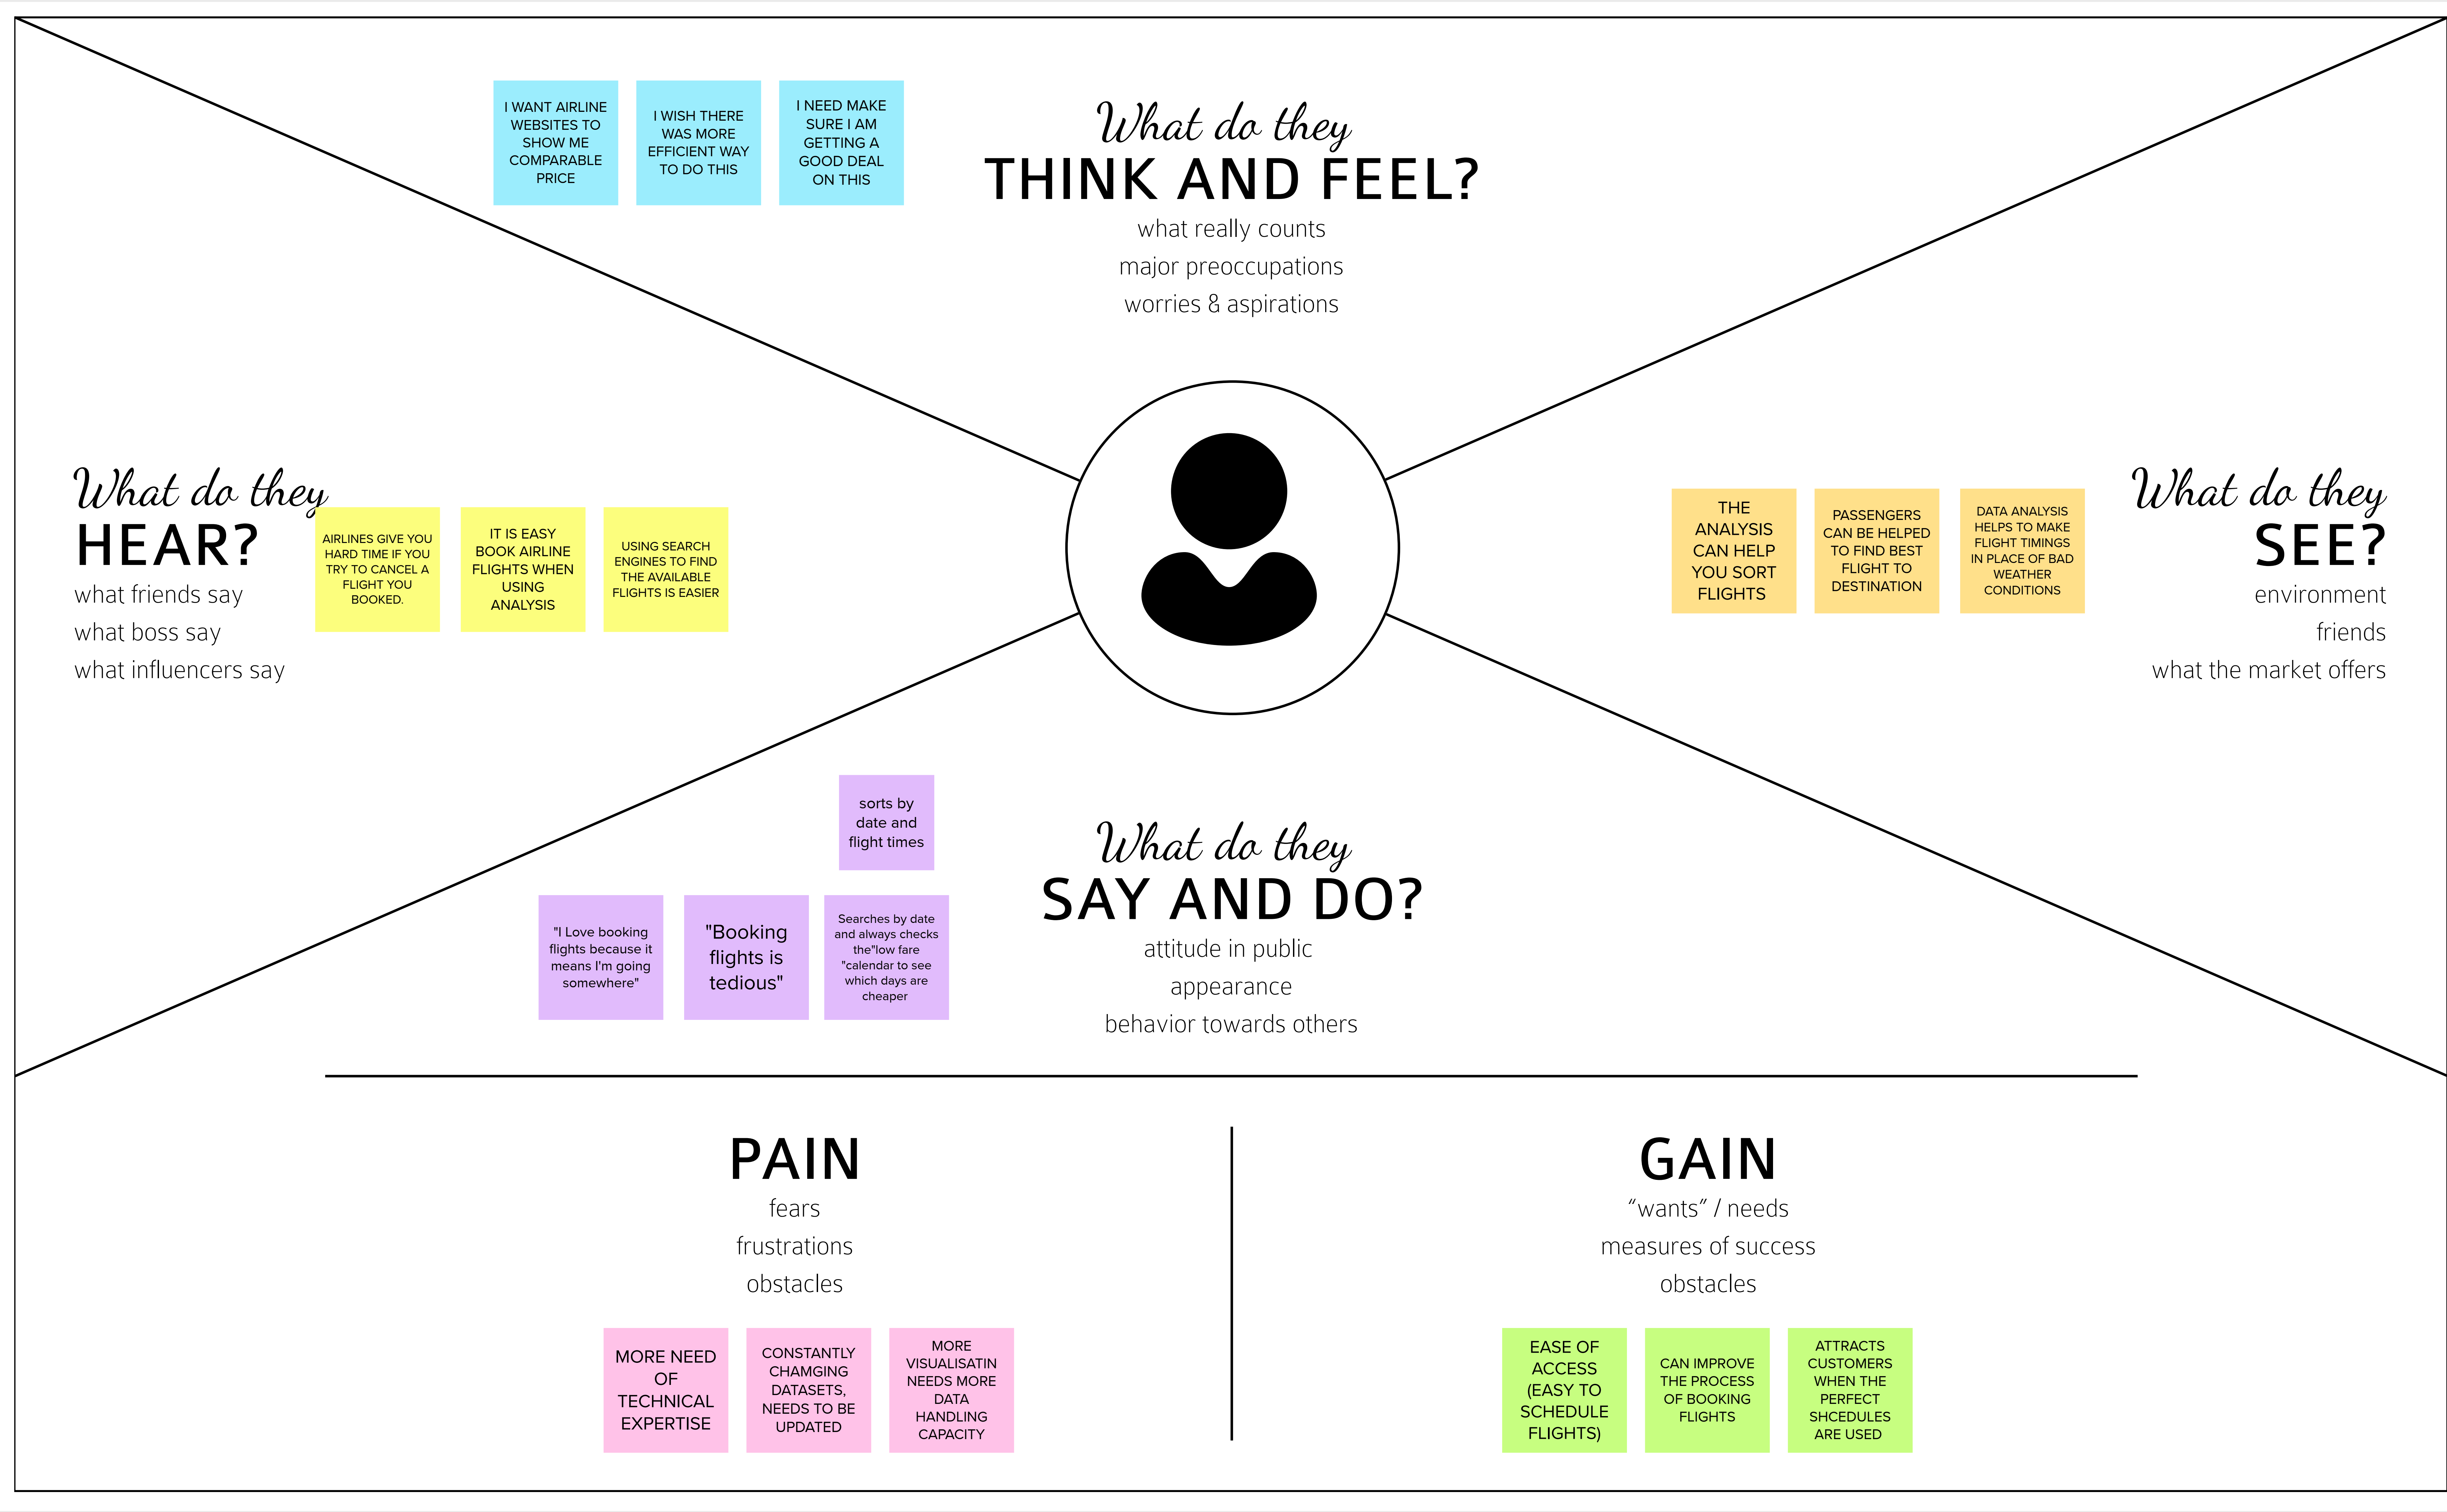 I WANT AIRLINE
WEBSITES TO
SHOW ME
COMPARABLE
PRICE
I WISH THERE
WAS MORE
EFFICIENT WAY
TO DO THIS
I NEED MAKE
SURE I AM
GETTING A
GOOD DEAL
ON THIS
What do they
THINK AND FEEL?
what really counts
major preoccupations
worries & aspirations
What do they
HEAR?
what friends say
what boss say
what influencers say
AIRLINES GIVE YOU
HARD TIME IF YOU
TRY TO CANCEL A
FLIGHT YOU
BOOKED.
IT IS EASY
BOOK AIRLINE
FLIGHTS WHEN
USING
ANALYSIS
USING SEARCH
ENGINES TO FIND
THE AVAILABLE
FLIGHTS IS EASIER
THE
ANALYSIS
CAN HELP
YOU SORT
FLIGHTS
PASSENGERS
CAN BE HELPED
TO FIND BEST
FLIGHT TO
DESTINATION
DATA ANALYSIS
HELPS TO MAKE
FLIGHT TIMINGS
IN PLACE OF BAD
WEATHER
CONDITIONS
What do they
SEE?
environment
friends
what the market offers
sorts by
date and
flight times
"I Love booking
flights because it
means I'm going
somewhere"
"Booking
flights is
tedious"
Searches by date
and always checks
the"low fare
"calendar to see
which days are
cheaper
What do they
SAY AND DO?
attitude in public
appearance
behavior towards others
PAIN
fears
frustrations
obstacles
MORE NEED
OF
TECHNICAL
EXPERTISE
CONSTANTLY
CHAMGING
DATASETS,
NEEDS TO BE
UPDATED
MORE
VISUALISATIN
NEEDS MORE
DATA
HANDLING
CAPACITY
GAIN
“wants” / needs
measures of success
obstacles
EASE OF
ACCESS
(EASY TO
SCHEDULE
FLIGHTS)
CAN IMPROVE
THE PROCESS
OF BOOKING
FLIGHTS
ATTRACTS
CUSTOMERS
WHEN THE
PERFECT
SHCEDULES
ARE USED